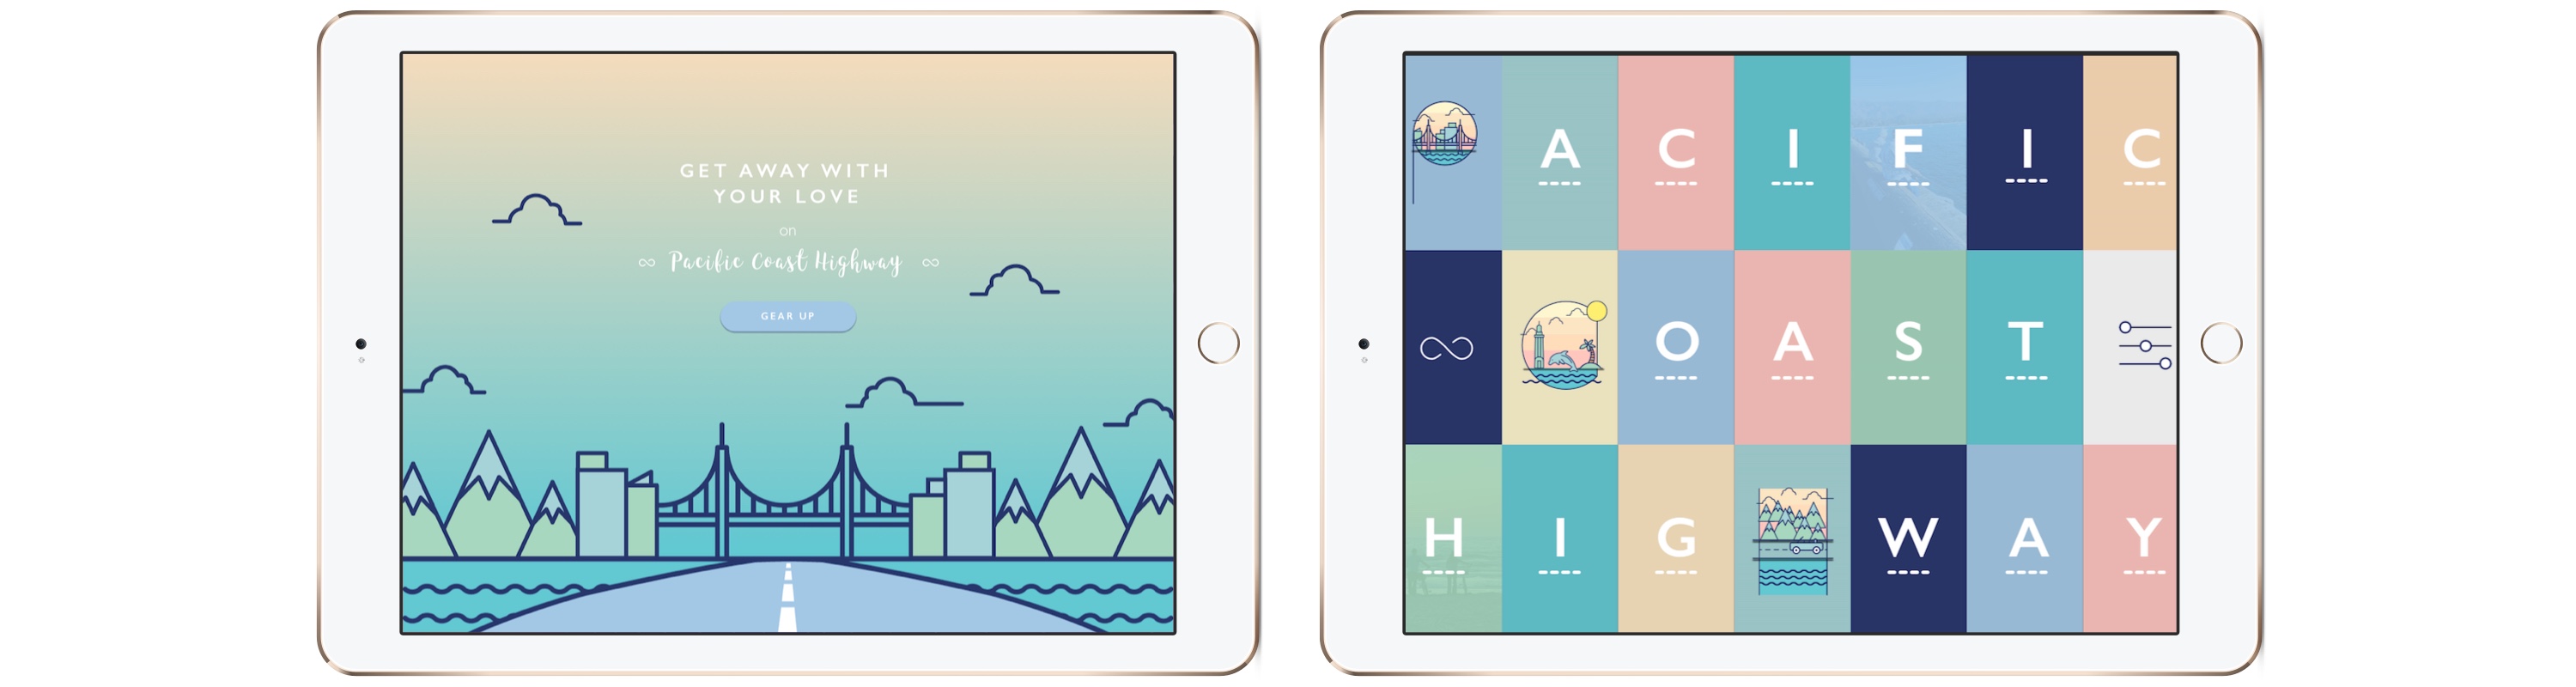 GET AWAY WITH
YOUR LOVE
on
∞ Pacific Coast Highway ∞
GEAR UP
A C I F I C
∞ O A S T
H I G W A Y